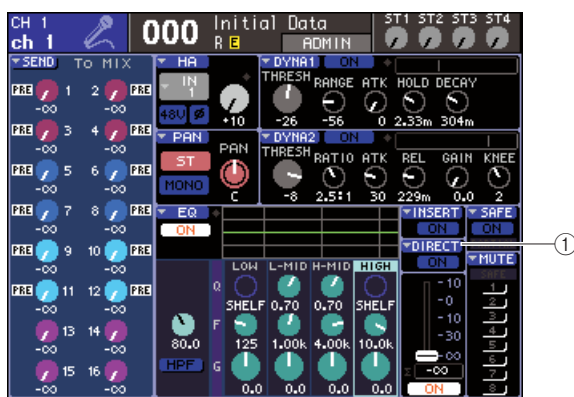 CH 1
ch 1
000
Initial Data
R E
ADMIN
ST1 ST2 ST3 ST4
SEND To MIX
PRE 1 2 PRE
-∞ -∞
PRE 3 4 PRE
-∞ -∞
PRE 5 6 PRE
-∞ -∞
PRE 7 8 PRE
-∞ -∞
PRE 9 10 PRE
-∞ -∞
PRE 11 12 PRE
-∞ -∞
13 14
-∞ -∞
15 16
-∞ -∞
HA
IN
1
48V Ø
+10
PAN
ST
MONO
PAN
C
DYNA1 ON
THRESH RANGE ATK HOLD DECAY
-26 -56 0 2.33m 304m
DYNA2 ON
THRESH RATIO ATK REL GAIN KNEE
-8 2.5:1 30 229m 0.0 2
EQ
ON
LOW L-MID H-MID HIGH
Q
SHELF 0.70 0.70 SHELF
F
80.0 125 1.00k 4.00k 10.0k
HPF
G
0.0 0.0 0.0 0.0
INSERT
ON
DIRECT
ON
-10
-0
-10
-30
-∞
Σ -∞
ON
SAFE
ON
MUTE
SAFE
1
2
3
4
5
6
7
8
1